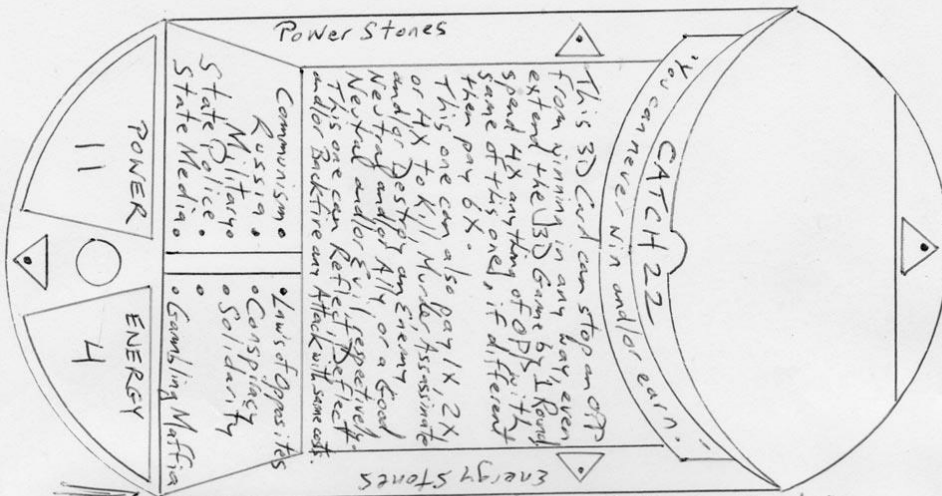 CATCH 22
"You can never Win and/or earn."
Power Stones
This 3D Card can stop an OPP
from winning in any way, even
extend the 3D Game by 1 Round
spend 4X anything of OPPS with
same of this ones, if different
then pay 6X.
This one can also pay 1X, 2X
or 4X to Kill, Murder, Assassinate
and/or Destroy an Enemy
Neutral and/or Ally, or a Good
Neutral and/or Evil, respectively.
This one can Reflect, Deflect
and/or Backfire any Attack with same costs.
Energy Stones
Communism •
Russia •
Military •
State Police •
State Media •
• Laws of Opposites
• Conspiracy
• Solidarity
•
• Gambling Maffia
POWER
11
ENERGY
4